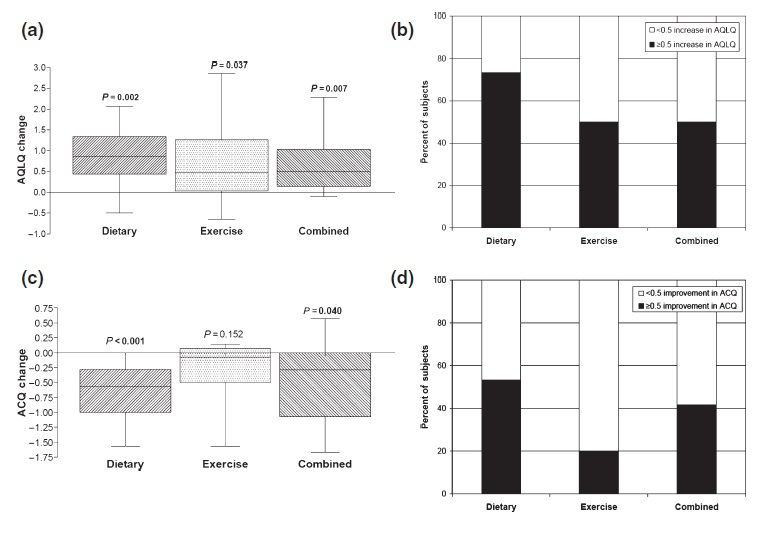 (a)
P = 0.002
P = 0.037
P = 0.007
AQLQ change
3.0
2.5
2.0
1.5
1.0
0.5
0.0
−0.5
−1.0
Dietary Exercise Combined
(b)
<0.5 increase in AQLQ
≥0.5 increase in AQLQ
Percent of subjects
100
80
60
40
20
0
Dietary Exercise Combined
(c)
P < 0.001
P = 0.152
P = 0.040
ACQ change
0.75
0.50
0.25
0.00
−0.25
−0.50
−0.75
−1.00
−1.25
−1.50
−1.75
Dietary Exercise Combined
(d)
<0.5 improvement in ACQ
≥0.5 improvement in ACQ
Percent of subjects
100
80
60
40
20
0
Dietary Exercise Combined